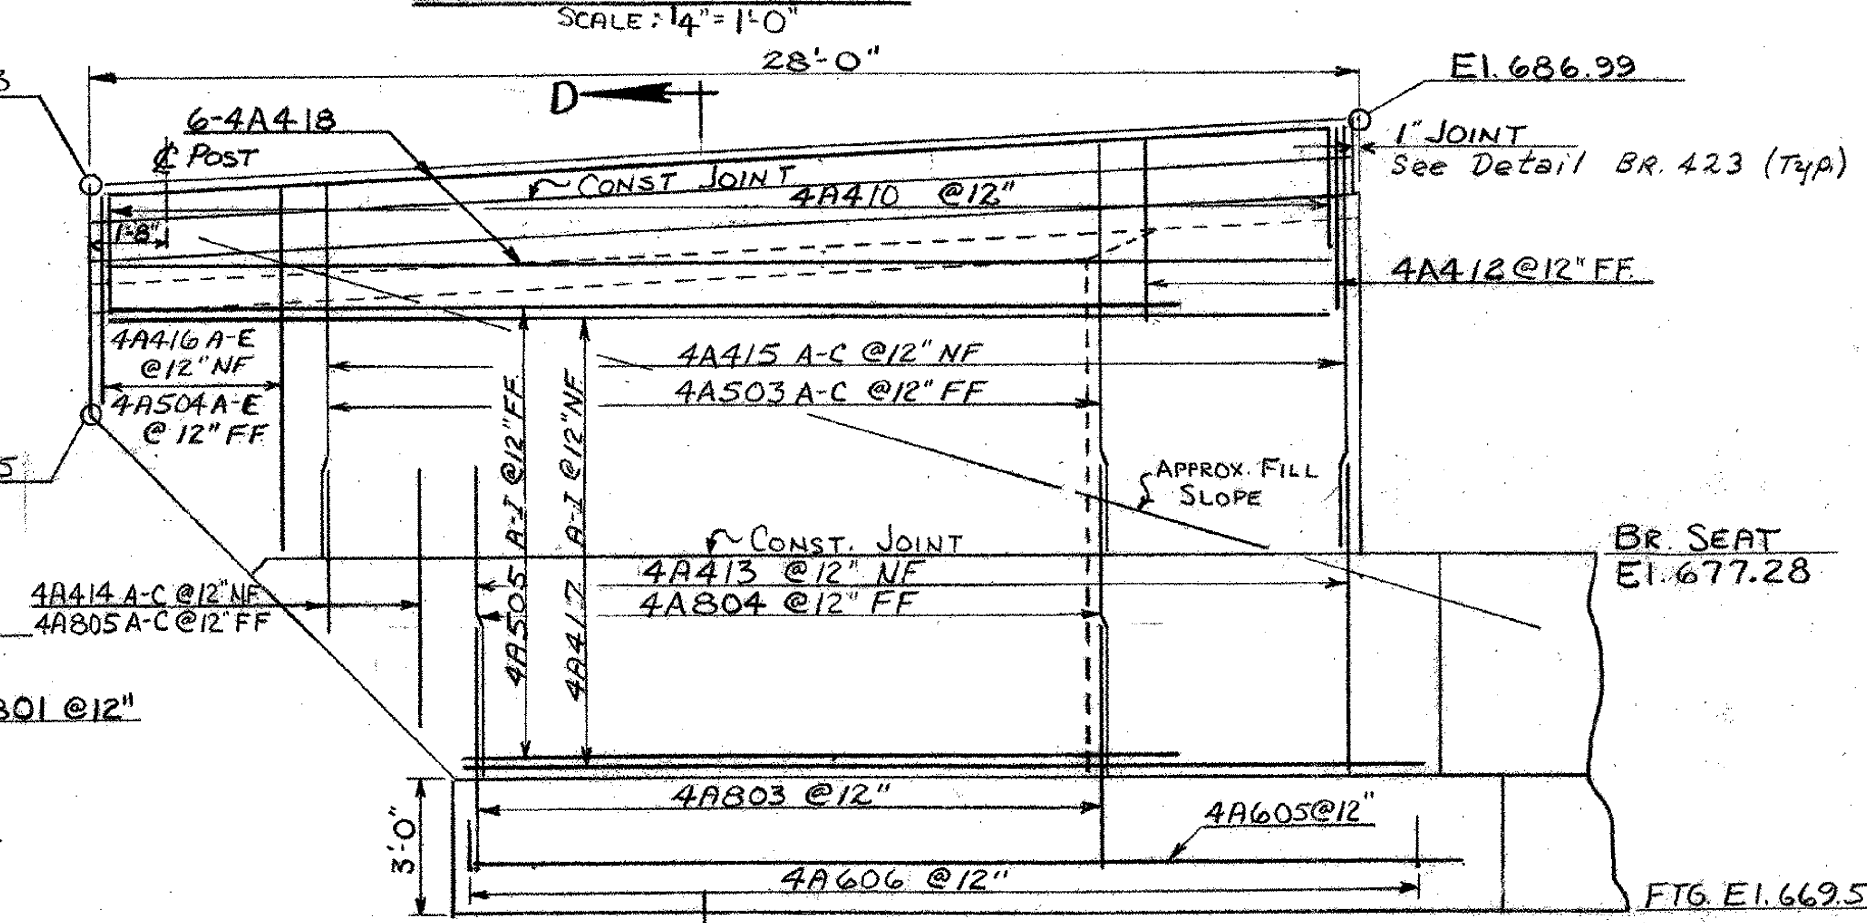 SCALE: 1/4" = 1'-0"
28'-0"
3
El. 686.99
D
6-4A418
℄ POST
1" JOINT
See Detail BR. 423 (Typ.)
CONST JOINT
4A410 @12"
1'-8"
4A412 @12" FF
4A416 A-E
@12" NF
4A415 A-C @12" NF
4A503 A-C @12" FF
4A504 A-E
@ 12" FF
5
4A505 A-I @12" FF
4A417 A-I @12" NF
APPROX. FILL
SLOPE
CONST. JOINT
BR. SEAT
El. 677.28
4A413 @12" NF
4A804 @12" FF
4A414 A-C @12" NF
4A805 A-C @12" FF
801 @12"
4A803 @12"
4A605@12"
3'-0"
4A606 @12"
FTG. El. 669.5